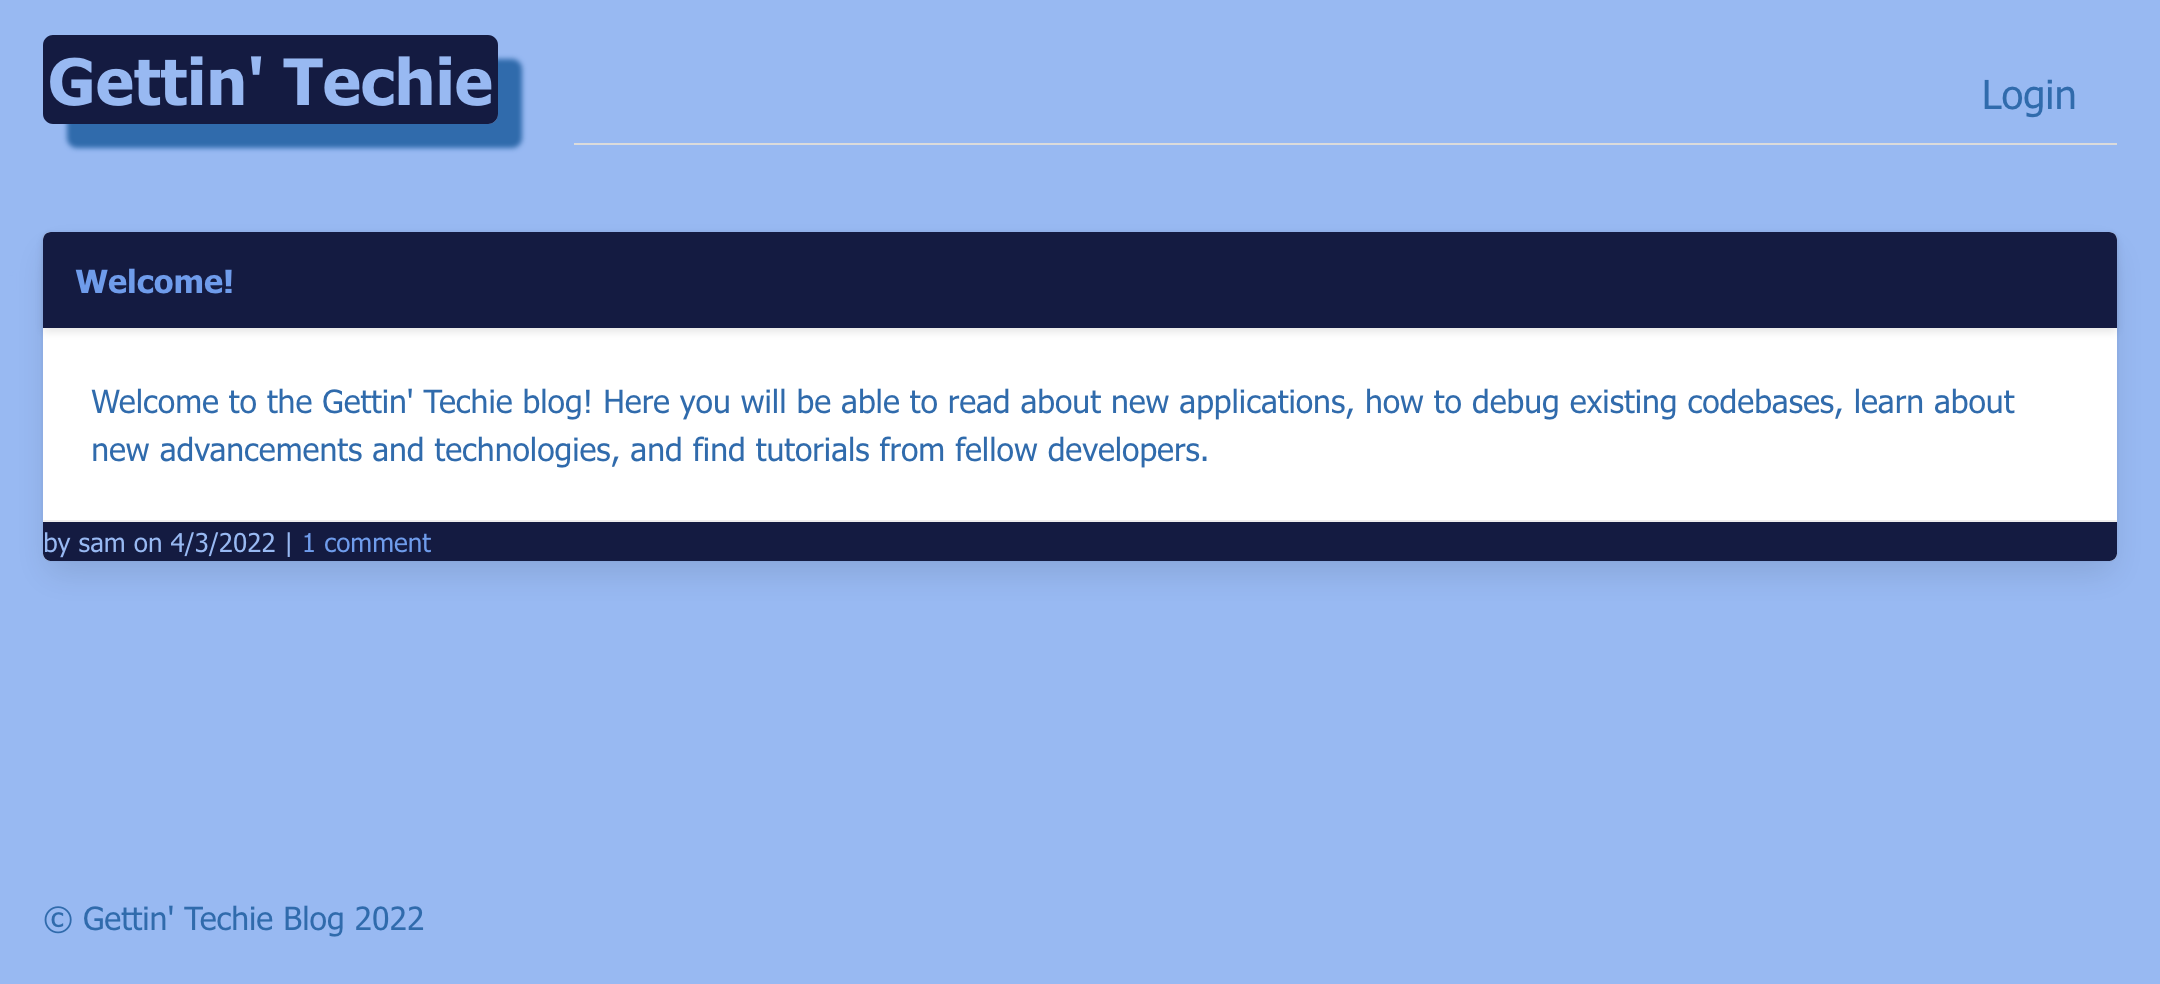 Gettin' Techie
Login
Welcome!
Welcome to the Gettin' Techie blog! Here you will be able to read about new applications, how to debug existing codebases, learn about
new advancements and technologies, and find tutorials from fellow developers.
by sam on 4/3/2022 | 1 comment
© Gettin' Techie Blog 2022